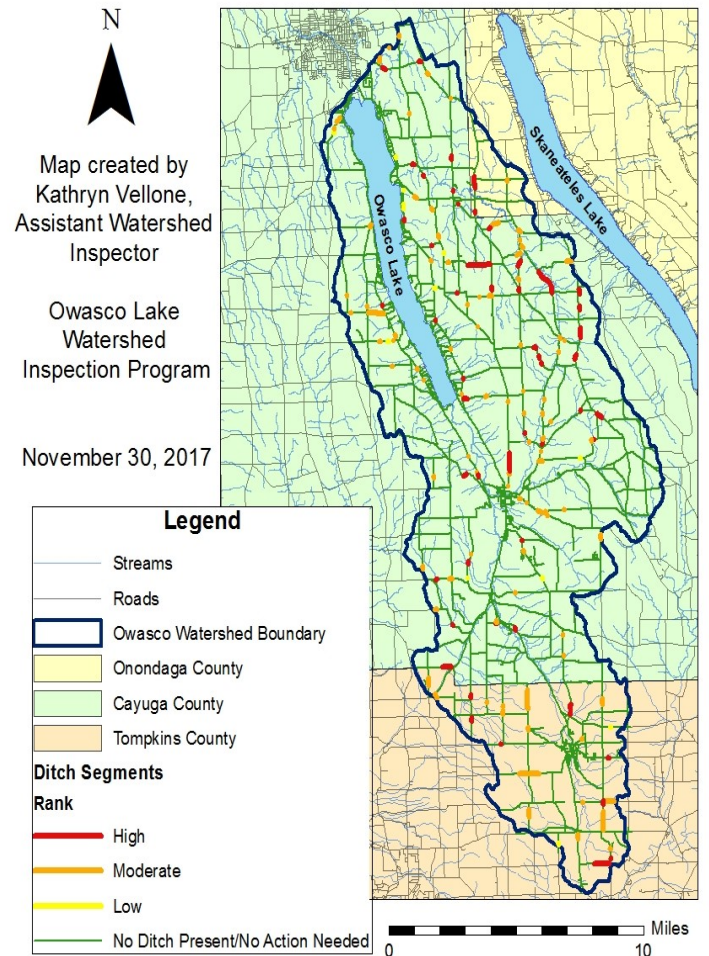 N
Map created by
Kathryn Vellone,
Assistant Watershed
Inspector
Owasco Lake
Watershed
Inspection Program
November 30, 2017
Skaneateles Lake
Owasco Lake
Legend
Streams
Roads
Owasco Watershed Boundary
Onondaga County
Cayuga County
Tompkins County
Ditch Segments
Rank
High
Moderate
Low
No Ditch Present/No Action Needed
Miles
0 10